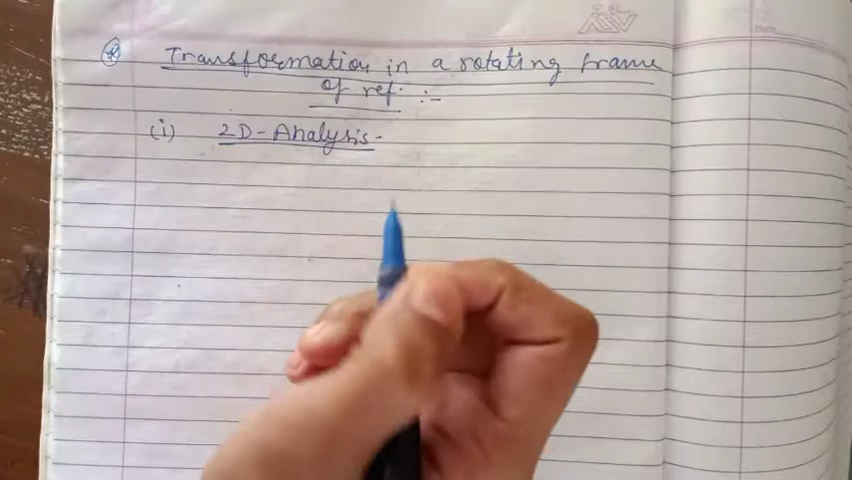 Transformation in a rotating frame
of ref. :-
(i) 2D-Analysis-